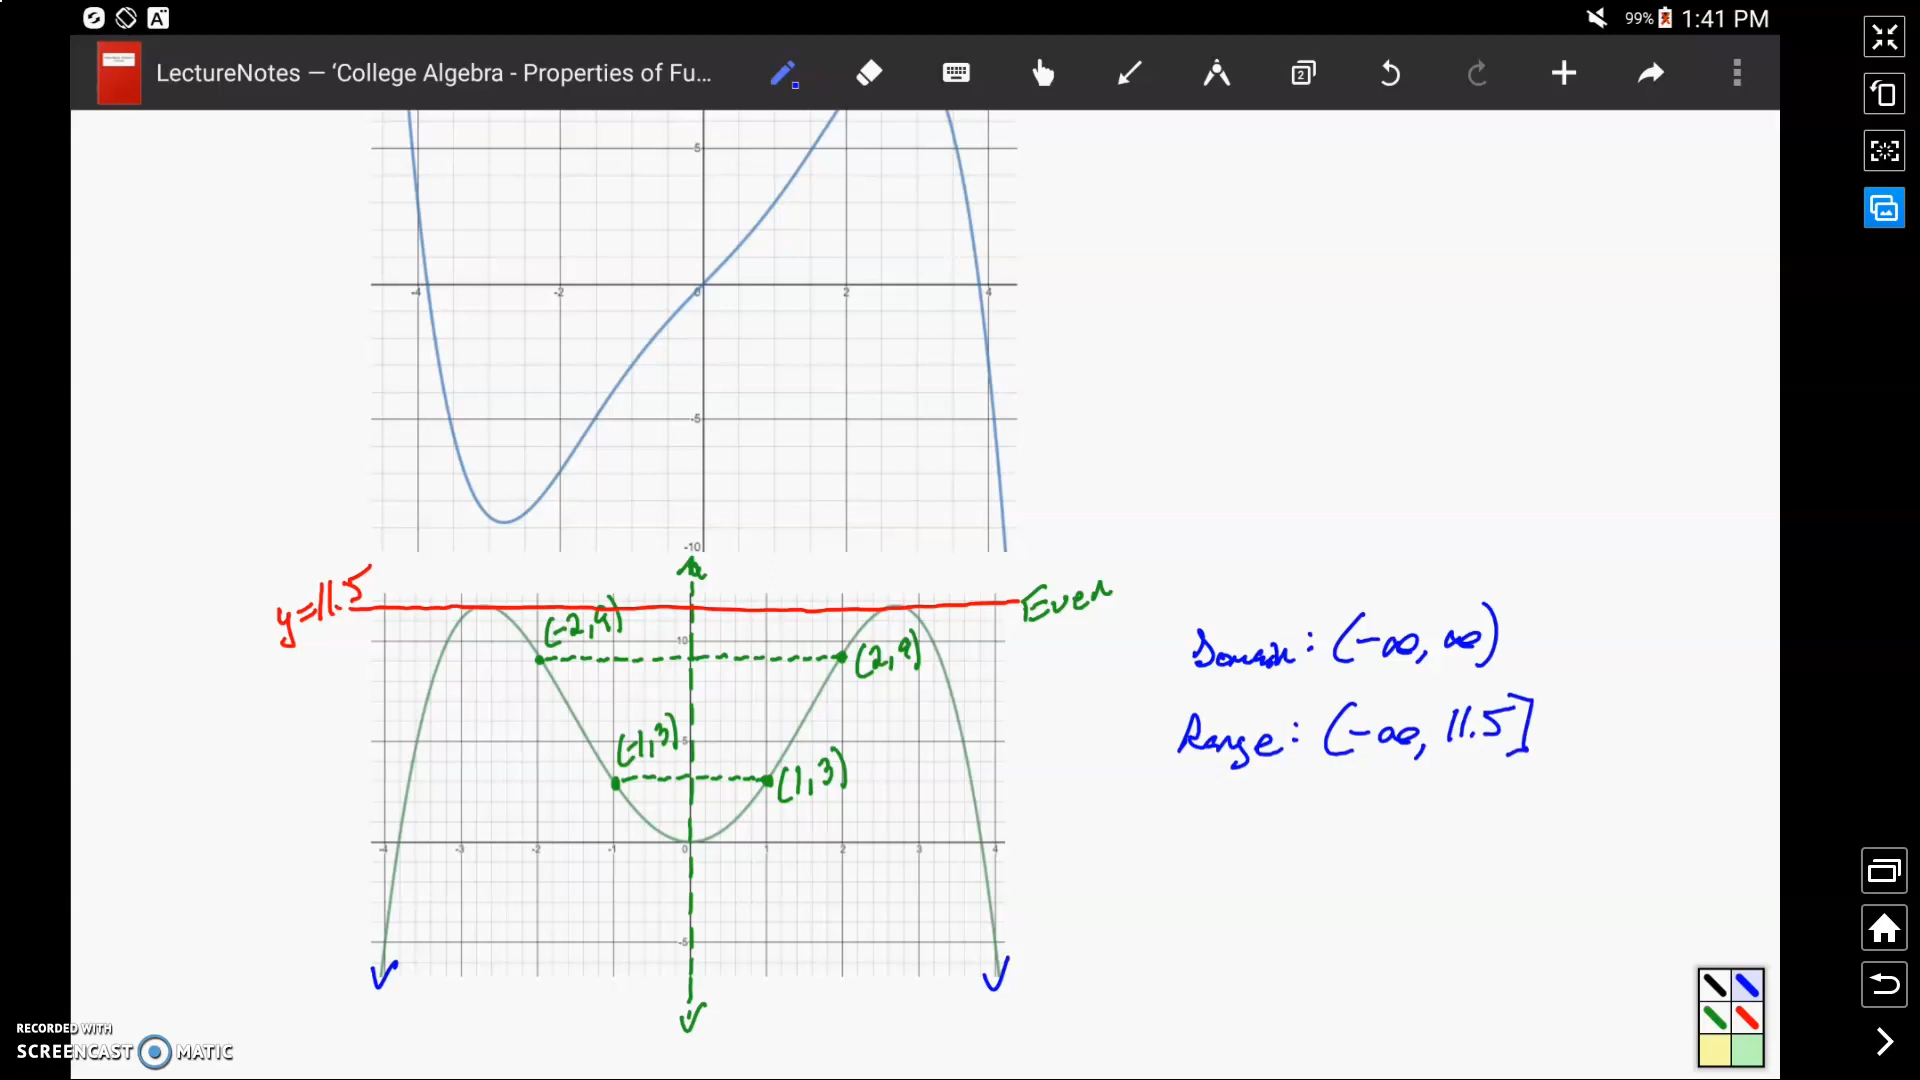 99% 1:41 PM
LectureNotes — ‘College Algebra - Properties of Fu...
2
5
-4 -2 0 2 4
-5
-10
y=11.5
Even
(-2,9)
10
(2,9)
(-1,3)
5
(1,3)
-4 -3 -2 -1 0 1 2 3 4
-5
Domain: (-∞, ∞)
Range: (-∞, 11.5]
RECORDED WITH
SCREENCAST MATIC